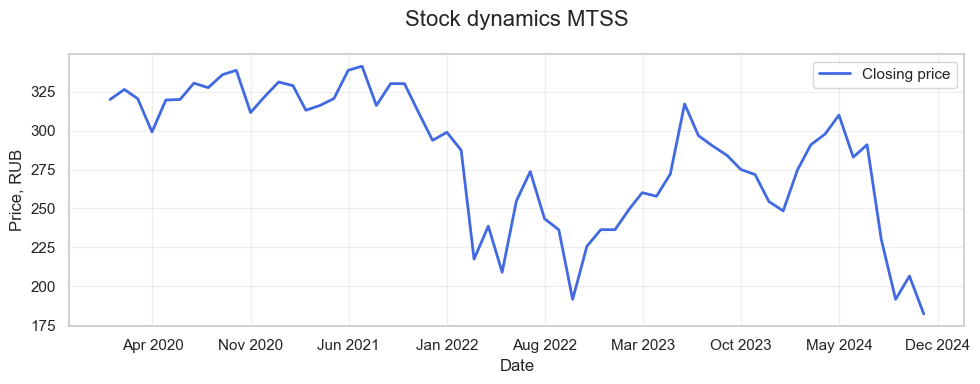 Stock dynamics MTSS
Closing price
Price, RUB
325
300
275
250
225
200
175
Apr 2020 Nov 2020 Jun 2021 Jan 2022 Aug 2022 Mar 2023 Oct 2023 May 2024 Dec 2024
Date